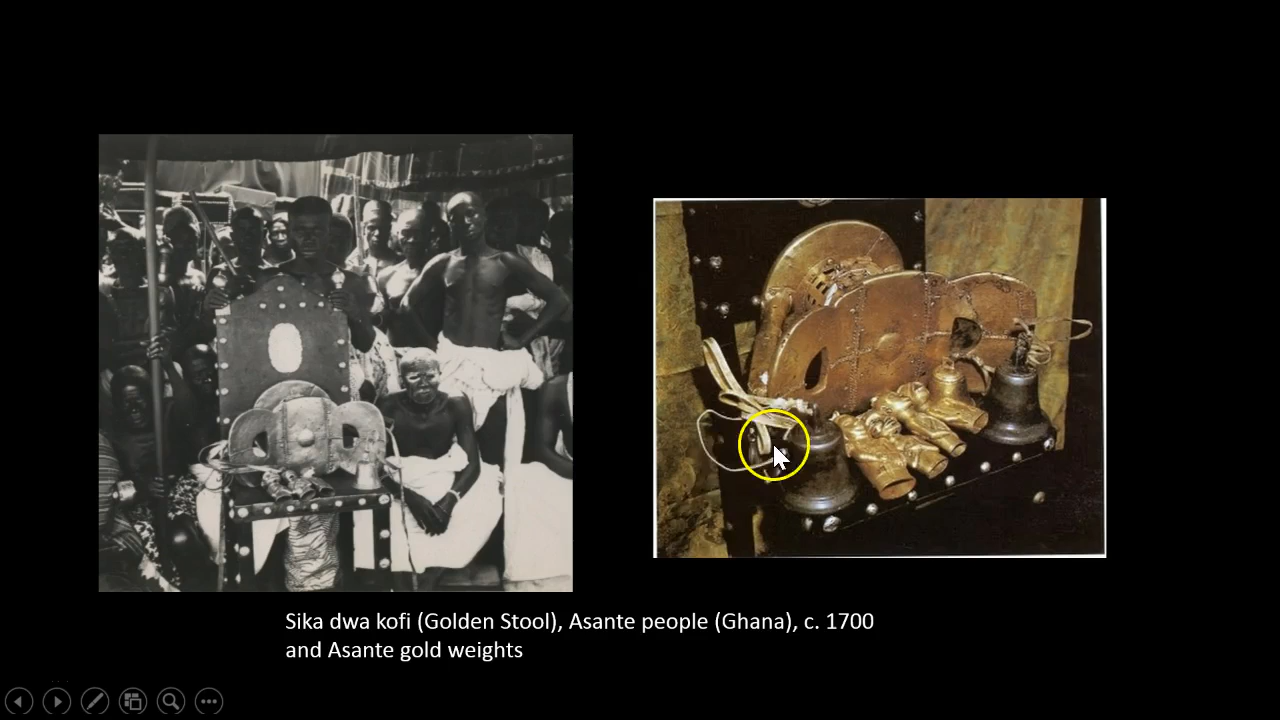 Sika dwa kofi (Golden Stool), Asante people (Ghana), c. 1700
and Asante gold weights